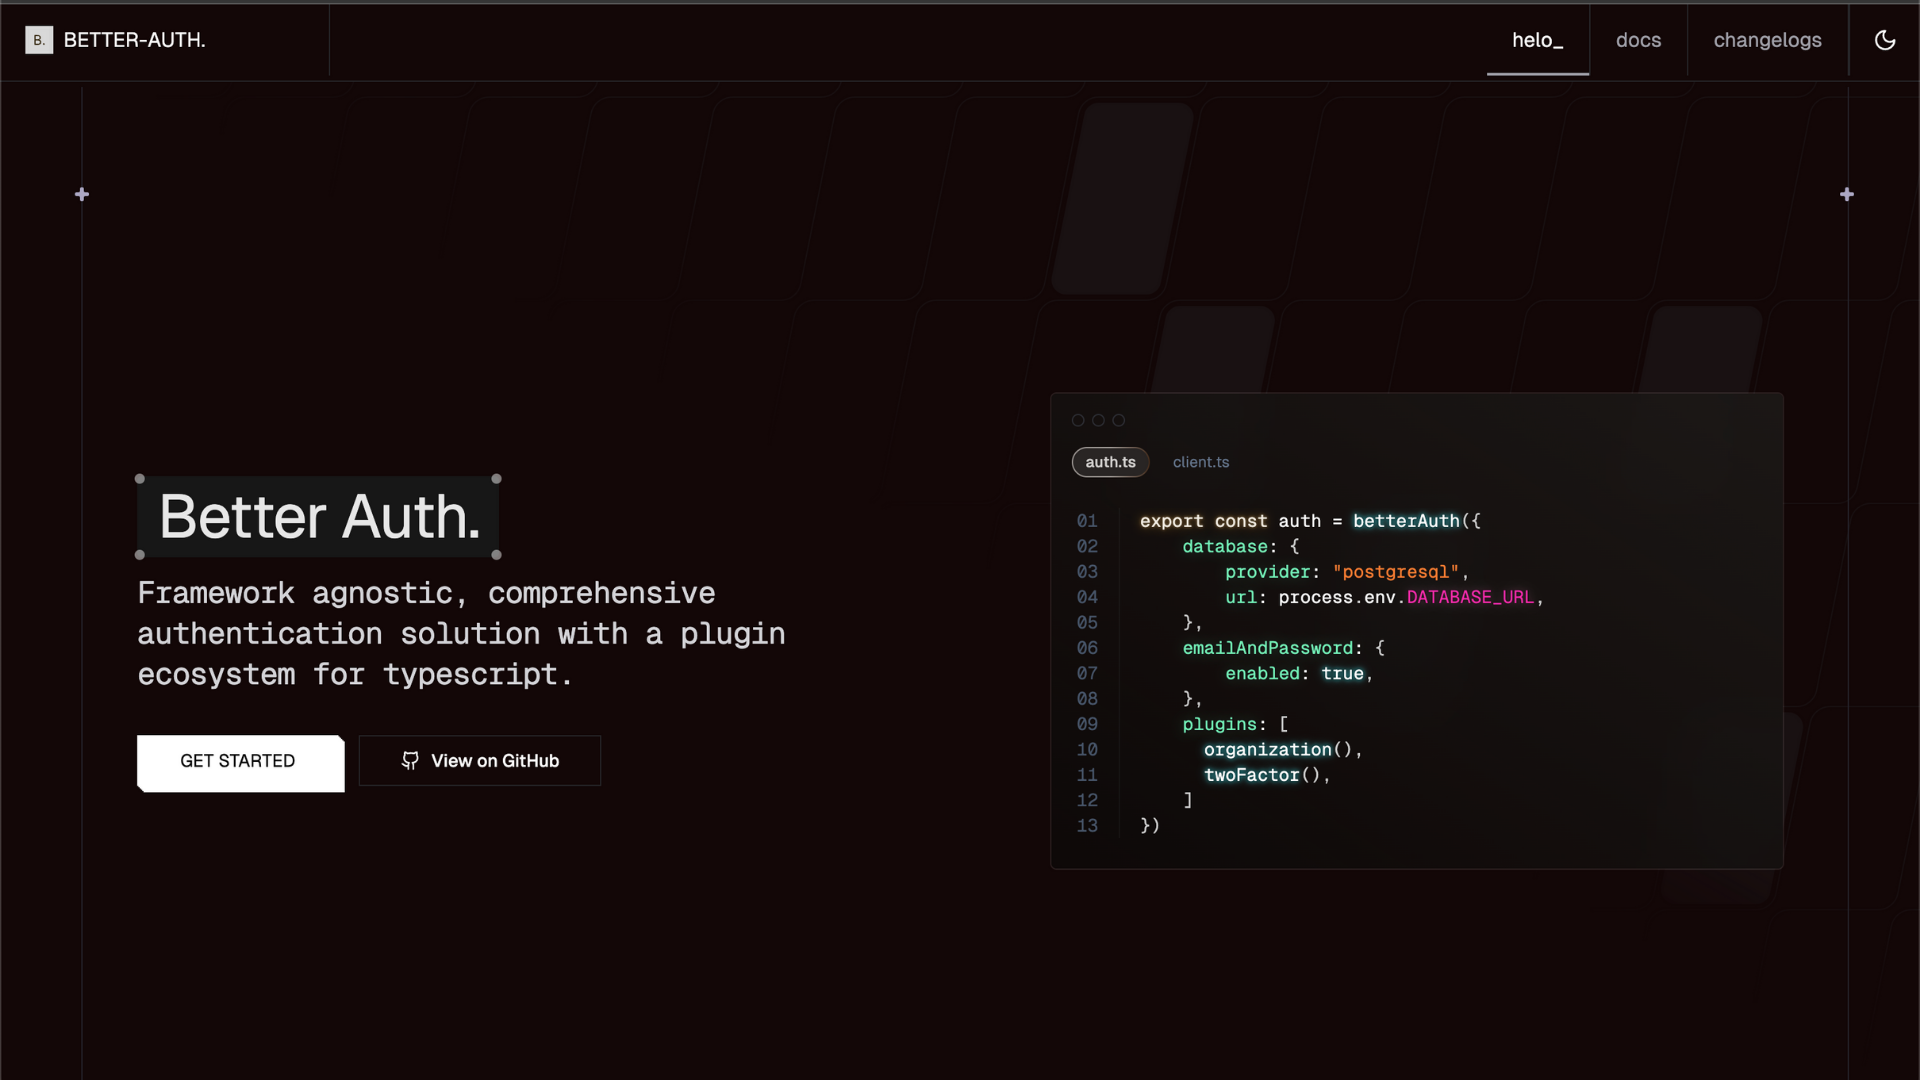 B. BETTER-AUTH.
helo_
docs
changelogs
Better Auth.
Framework agnostic, comprehensive
authentication solution with a plugin
ecosystem for typescript.
GET STARTED
View on GitHub
auth.ts
client.ts
01 export const auth = betterAuth({
02     database: {
03         provider: "postgresql",
04         url: process.env.DATABASE_URL,
05     },
06     emailAndPassword: {
07         enabled: true,
08     },
09     plugins: [
10       organization(),
11       twoFactor(),
12     ]
13 })